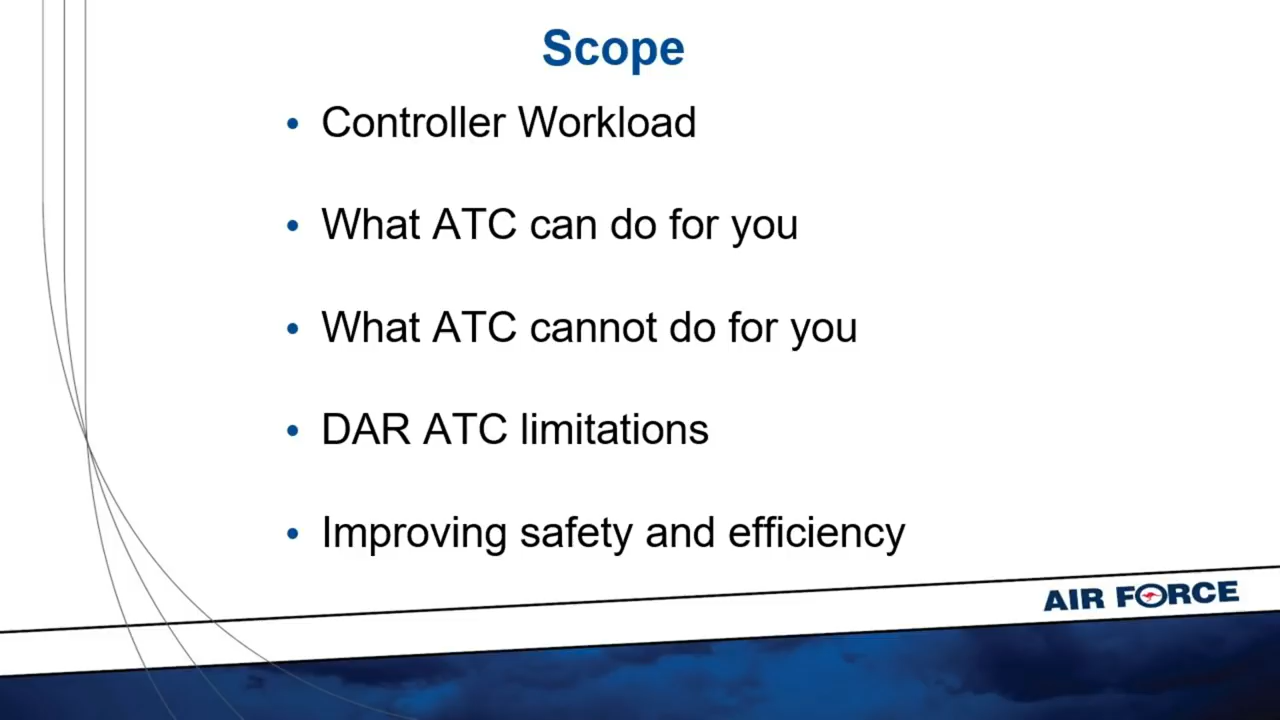 Scope
• Controller Workload
• What ATC can do for you
• What ATC cannot do for you
• DAR ATC limitations
• Improving safety and efficiency
AIR FORCE